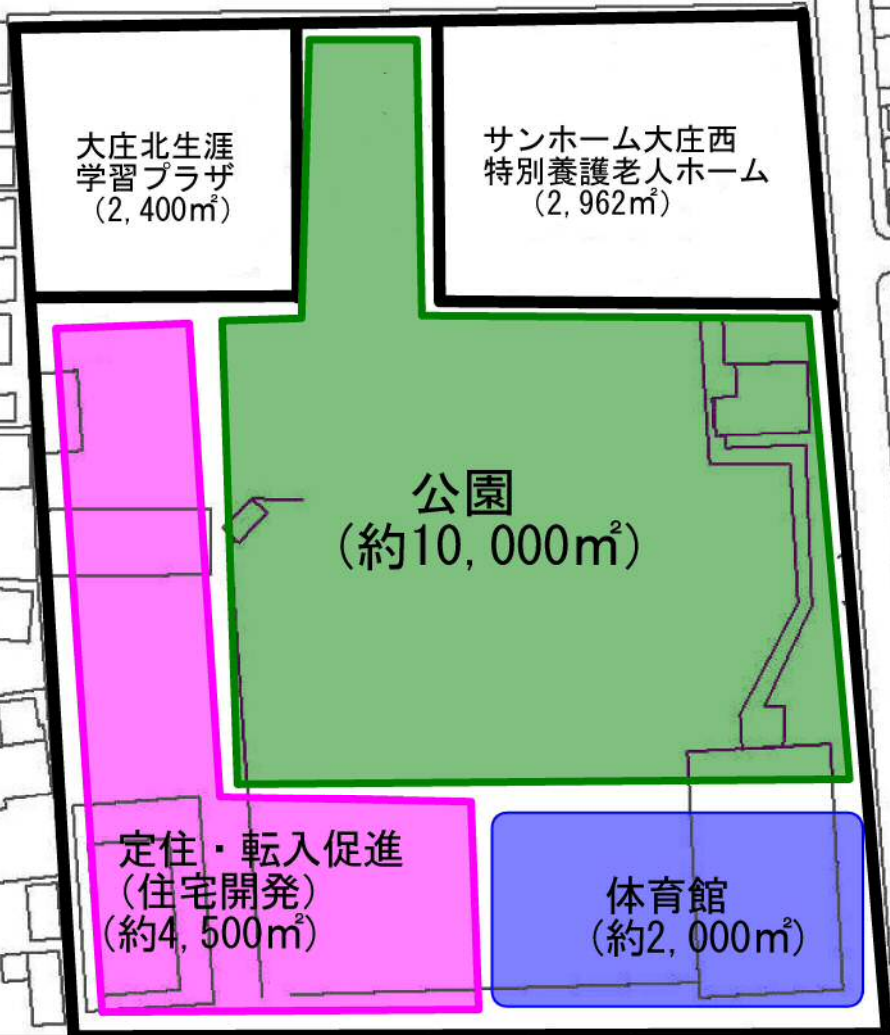 大庄北生涯
学習プラザ
（2,400㎡）
サンホーム大庄西
特別養護老人ホーム
（2,962㎡）
公園
（約10,000㎡）
定住・転入促進
（住宅開発）
（約4,500㎡）
体育館
（約2,000㎡）